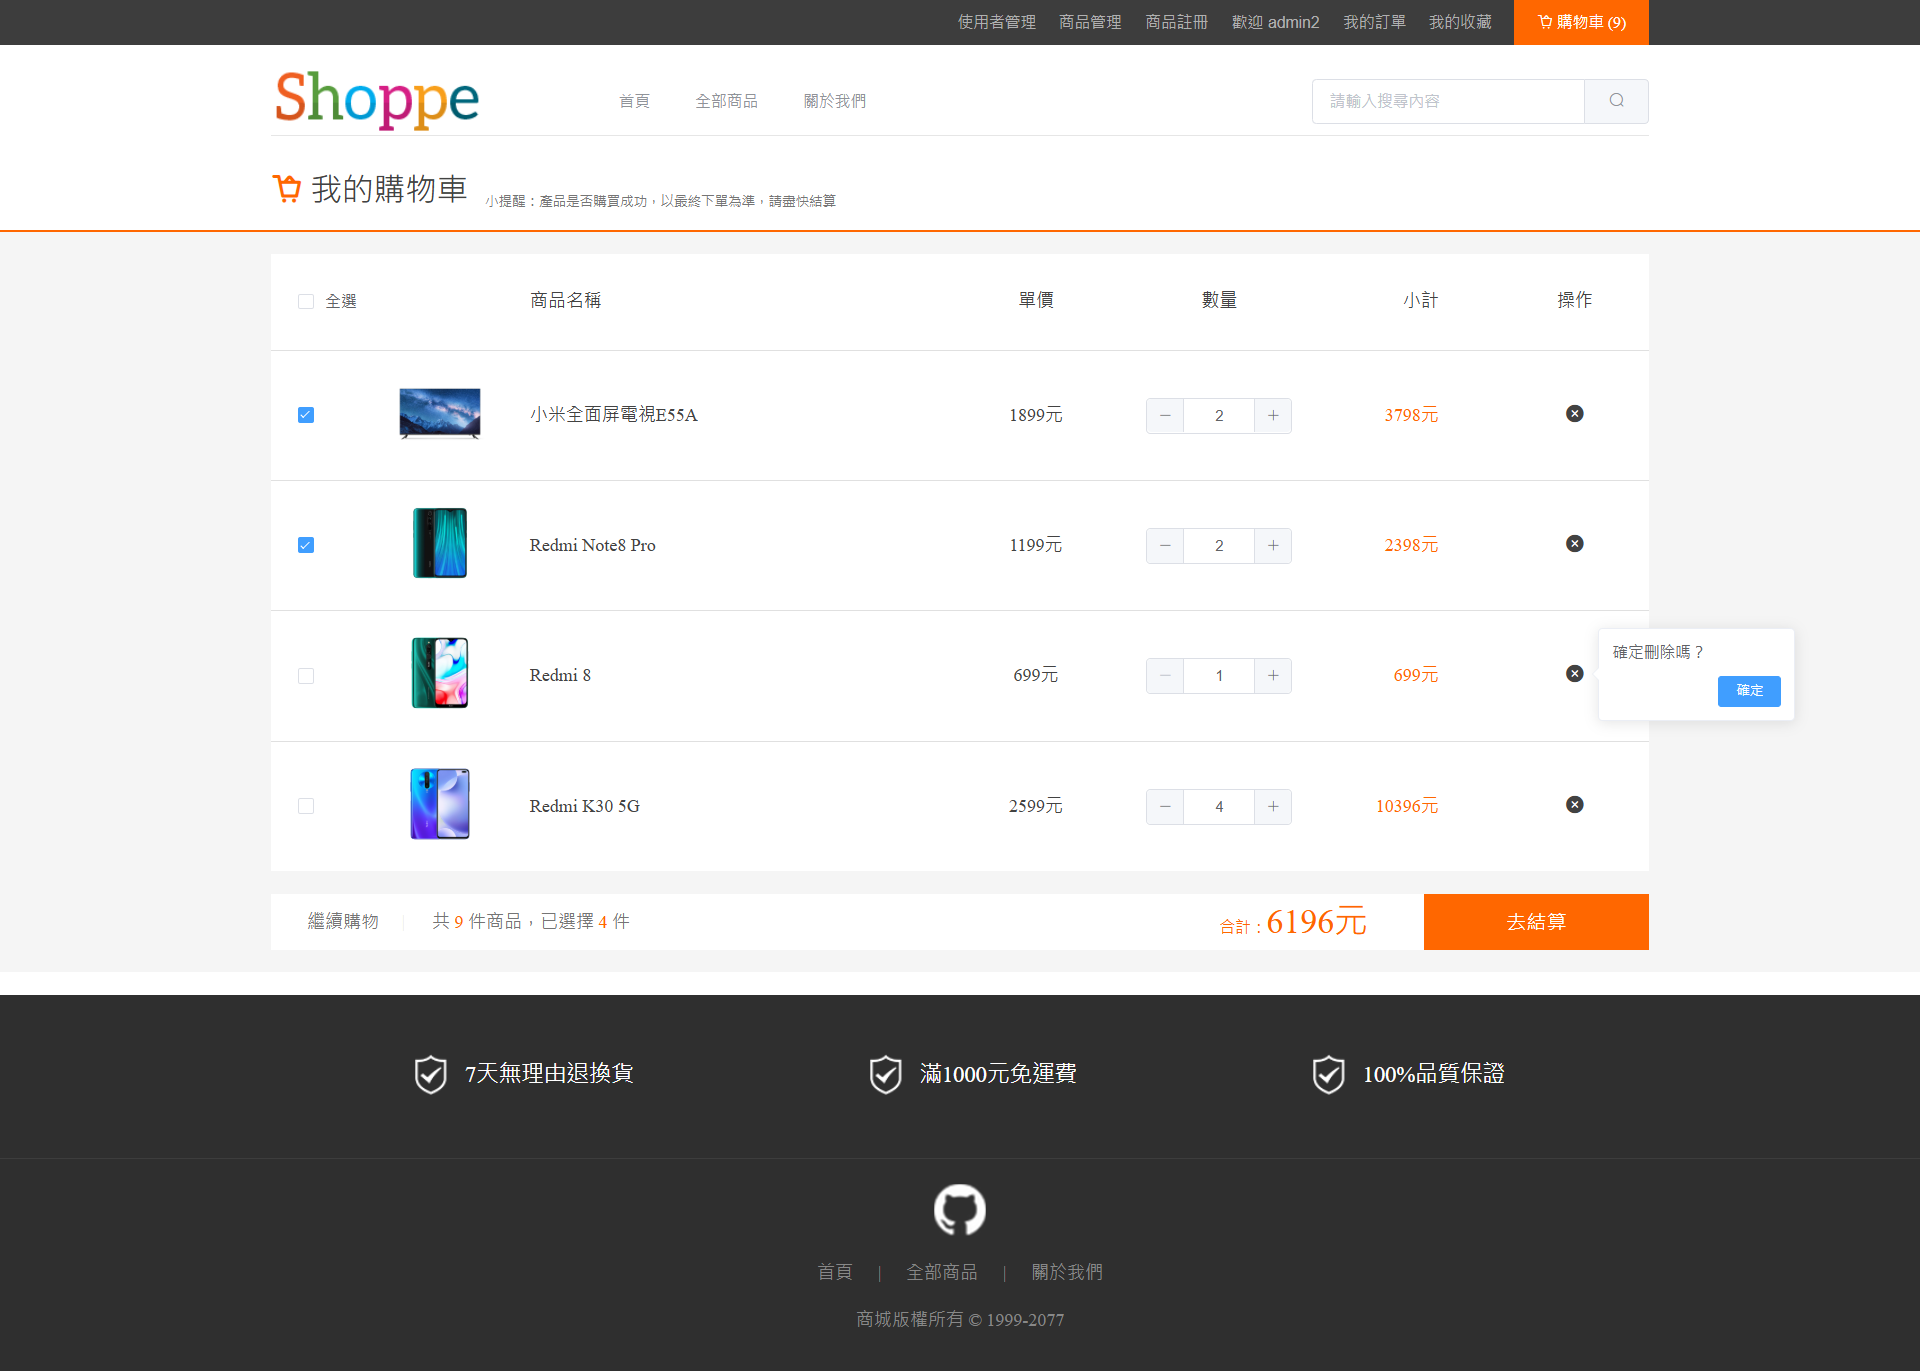 使用者管理 商品管理 商品註冊 歡迎 admin2 我的訂單 我的收藏 購物車 (9)
Shoppe 首頁 全部商品 關於我們 請輸入搜尋內容
我的購物車 小提醒：產品是否購買成功，以最終下單為準，請盡快結算
全選 商品名稱 單價 數量 小計 操作
小米全面屏電視E55A 1899元 2 3798元
Redmi Note8 Pro 1199元 2 2398元
確定刪除嗎？
Redmi 8 699元 1 699元
確定
Redmi K30 5G 2599元 4 10396元
繼續購物 共 9 件商品，已選擇 4 件 合計：6196元 去結算
7天無理由退換貨 滿1000元免運費 100%品質保證
首頁 | 全部商品 | 關於我們
商城版權所有 © 1999-2077